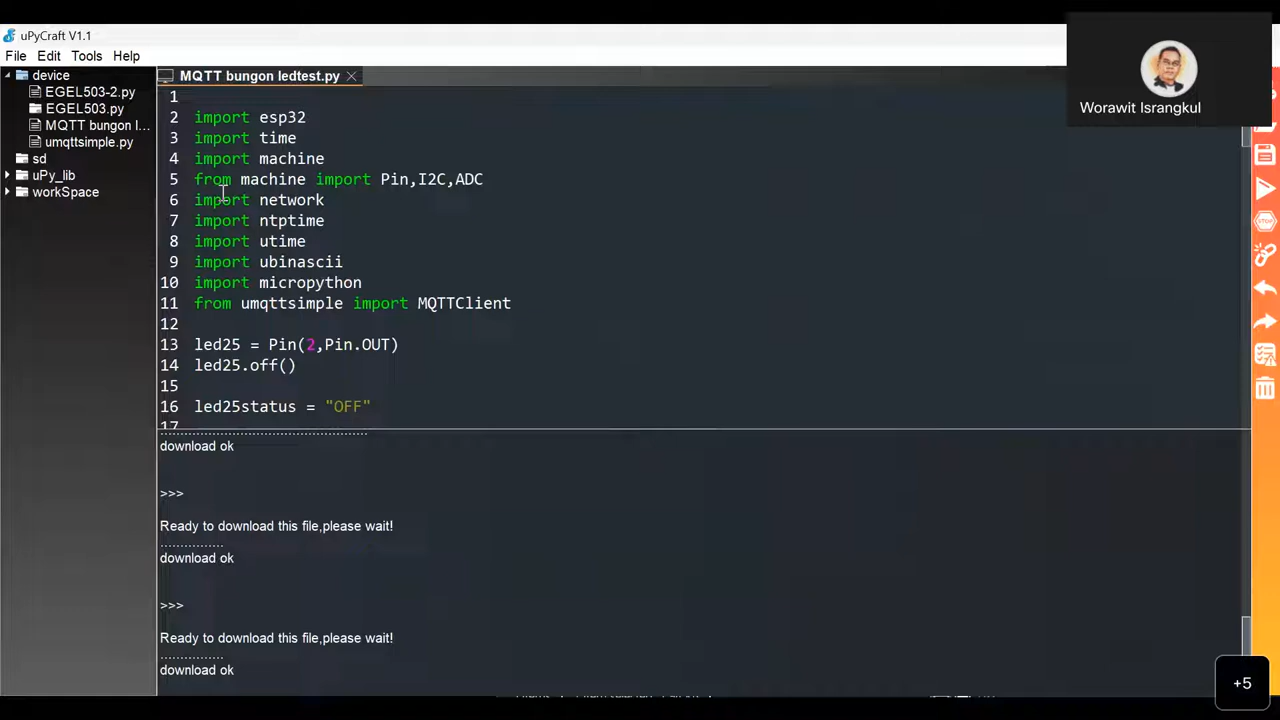 uPyCraft V1.1
File Edit Tools Help
Worawit Israngkul
device
EGEL503-2.py
EGEL503.py
MQTT bungon l...
umqttsimple.py
sd
uPy_lib
workSpace
MQTT bungon ledtest.py
1
2 import esp32
3 import time
4 import machine
5 from machine import Pin,I2C,ADC
6 import network
7 import ntptime
8 import utime
9 import ubinascii
10 import micropython
11 from umqttsimple import MQTTClient
12
13 led25 = Pin(2,Pin.OUT)
14 led25.off()
15
16 led25status = "OFF"
17
download ok
>>>
Ready to download this file,please wait!
...............
download ok
>>>
Ready to download this file,please wait!
...............
download ok
STOP
+5